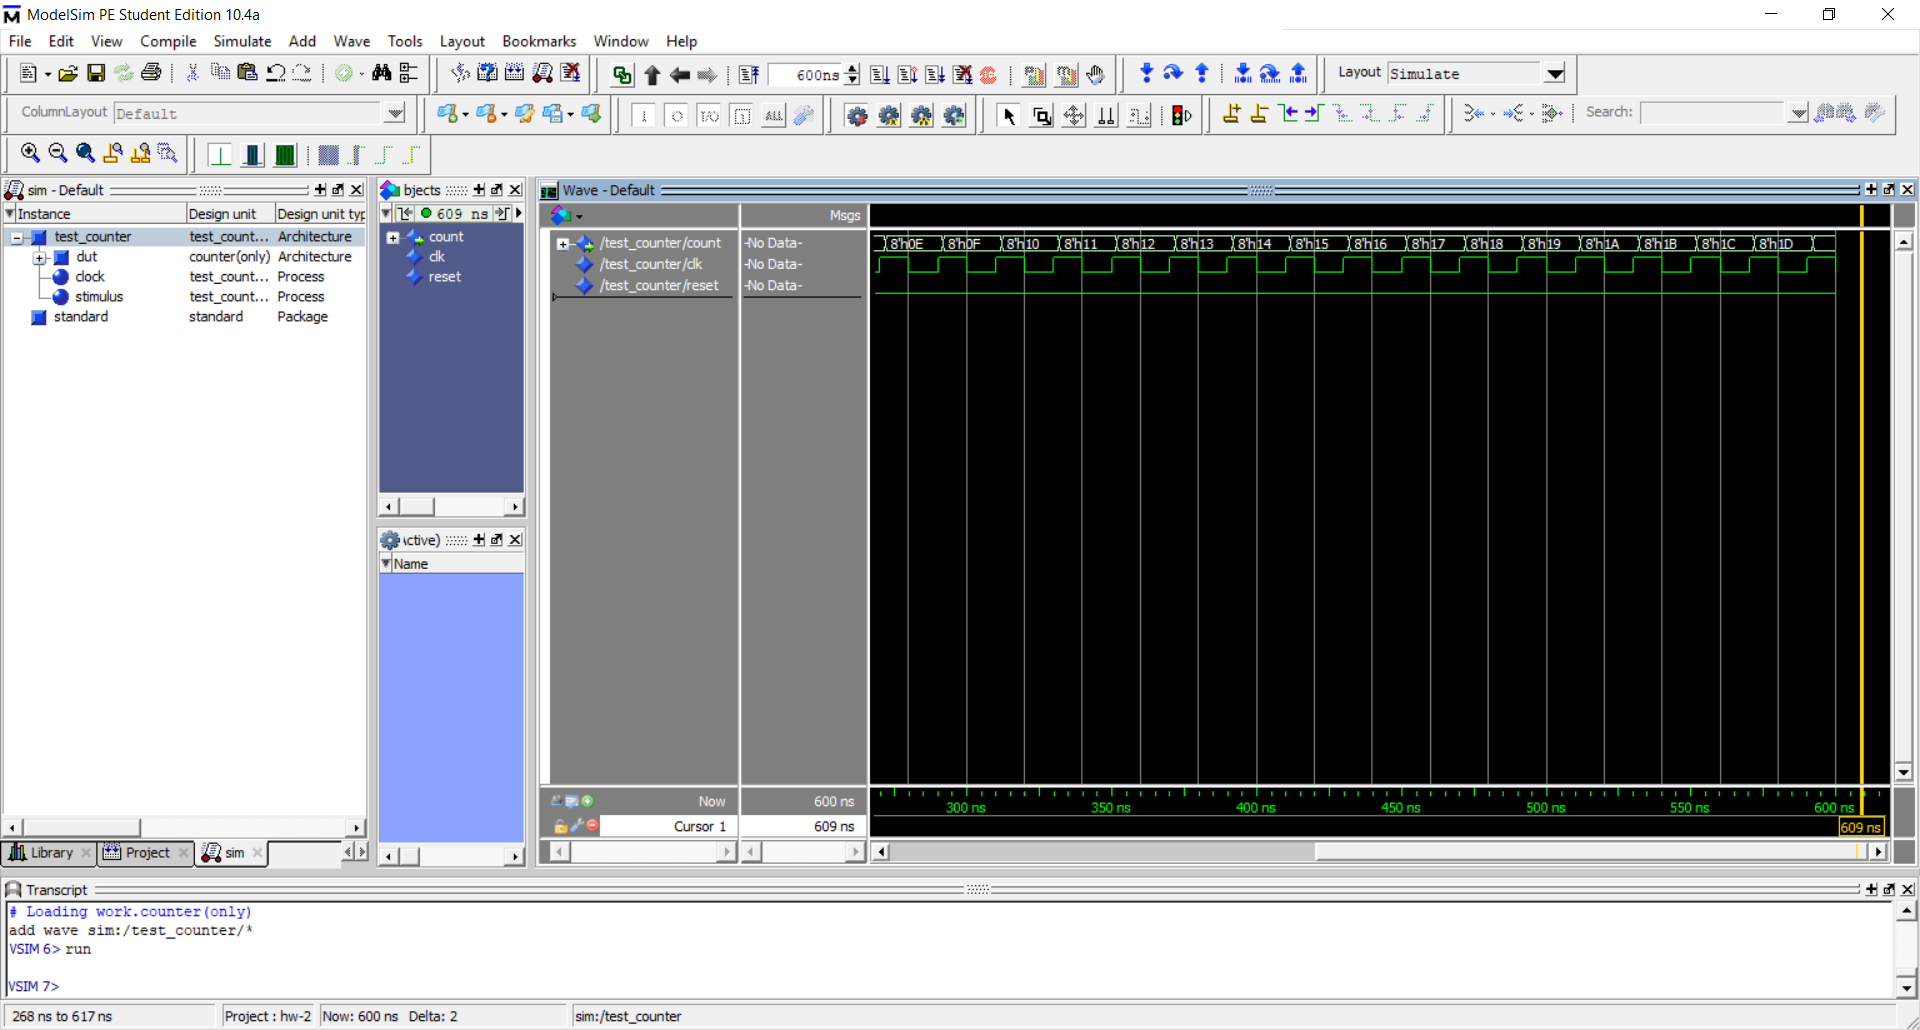 ModelSim PE Student Edition 10.4a
File Edit View Compile Simulate Add Wave Tools Layout Bookmarks Window Help
600ns
Layout Simulate
ColumnLayout Default
ALL
Search:
sim - Default
Instance Design unit Design unit typ
test_counter test_count... Architecture
dut counter(only) Architecture
clock test_count... Process
stimulus test_count... Process
standard standard Package
Library Project sim
bjects
609 ns
count
clk
reset
ctive)
Name
Wave - Default
Msgs
/test_counter/count -No Data-
/test_counter/clk -No Data-
/test_counter/reset -No Data-
8'h0E 8'h0F 8'h10 8'h11 8'h12 8'h13 8'h14 8'h15 8'h16 8'h17 8'h18 8'h19 8'h1A 8'h1B 8'h1C 8'h1D
Now 600 ns
300 ns 350 ns 400 ns 450 ns 500 ns 550 ns 600 ns
Cursor 1 609 ns
609 ns
Transcript
# Loading work.counter(only)
add wave sim:/test_counter/*
VSIM 6> run
VSIM 7>
268 ns to 617 ns Project : hw-2 Now: 600 ns Delta: 2 sim:/test_counter